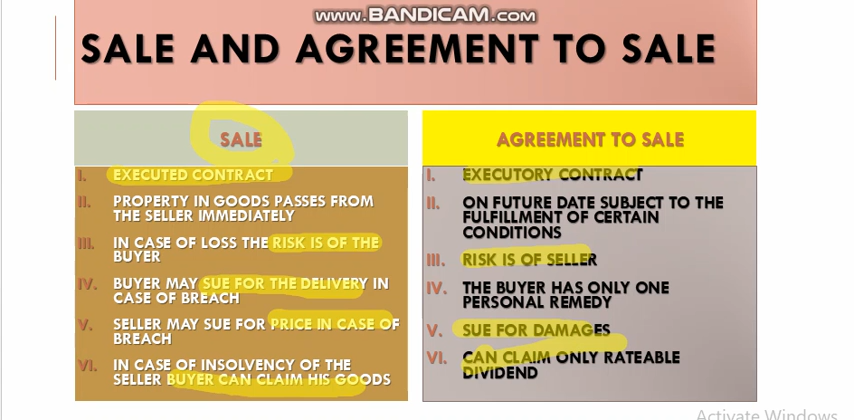 www.BANDICAM.com
SALE AND AGREEMENT TO SALE
SALE
I. EXECUTED CONTRACT
II. PROPERTY IN GOODS PASSES FROM
THE SELLER IMMEDIATELY
III. IN CASE OF LOSS THE RISK IS OF THE
BUYER
IV. BUYER MAY SUE FOR THE DELIVERY IN
CASE OF BREACH
V. SELLER MAY SUE FOR PRICE IN CASE OF
BREACH
VI. IN CASE OF INSOLVENCY OF THE
SELLER BUYER CAN CLAIM HIS GOODS
AGREEMENT TO SALE
I. EXECUTORY CONTRACT
II. ON FUTURE DATE SUBJECT TO THE
FULFILLMENT OF CERTAIN
CONDITIONS
III. RISK IS OF SELLER
IV. THE BUYER HAS ONLY ONE
PERSONAL REMEDY
V. SUE FOR DAMAGES
VI. CAN CLAIM ONLY RATEABLE
DIVIDEND
Activate Windows